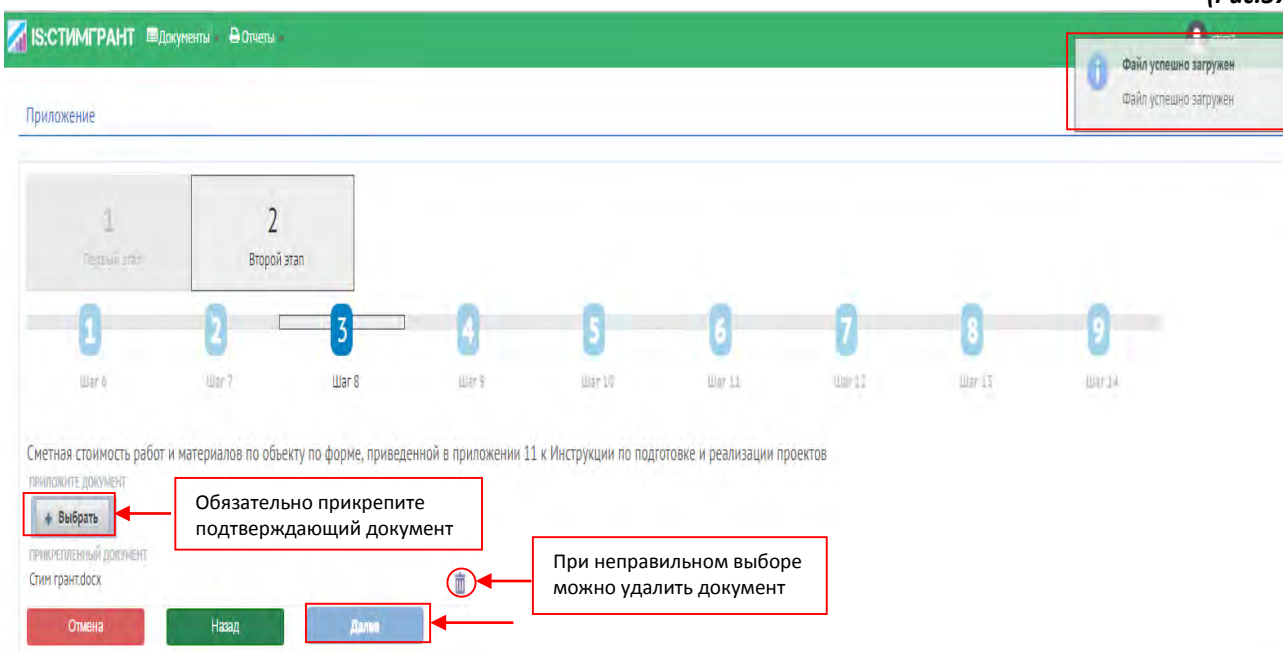 IS:СТИМГРАНТ Документы Отчеты
Файл успешно загружен
Файл успешно загружен
Приложение
1 2
Первый этап Второй этап
1 2 3 4 5 6 7 8 9
Шаг 6 Шаг 7 Шаг 8 Шаг 9 Шаг 10 Шаг 11 Шаг 12 Шаг 13 Шаг 14
Сметная стоимость работ и материалов по объекту по форме, приведенной в приложении 11 к Инструкции по подготовке и реализации проектов
ПРИЛОЖИТЕ ДОКУМЕНТ
+ Выбрать
Обязательно прикрепите
подтверждающий документ
ПРИКРЕПЛЕННЫЙ ДОКУМЕНТ
Стим грант.docx
При неправильном выборе
можно удалить документ
Отмена Назад Далее